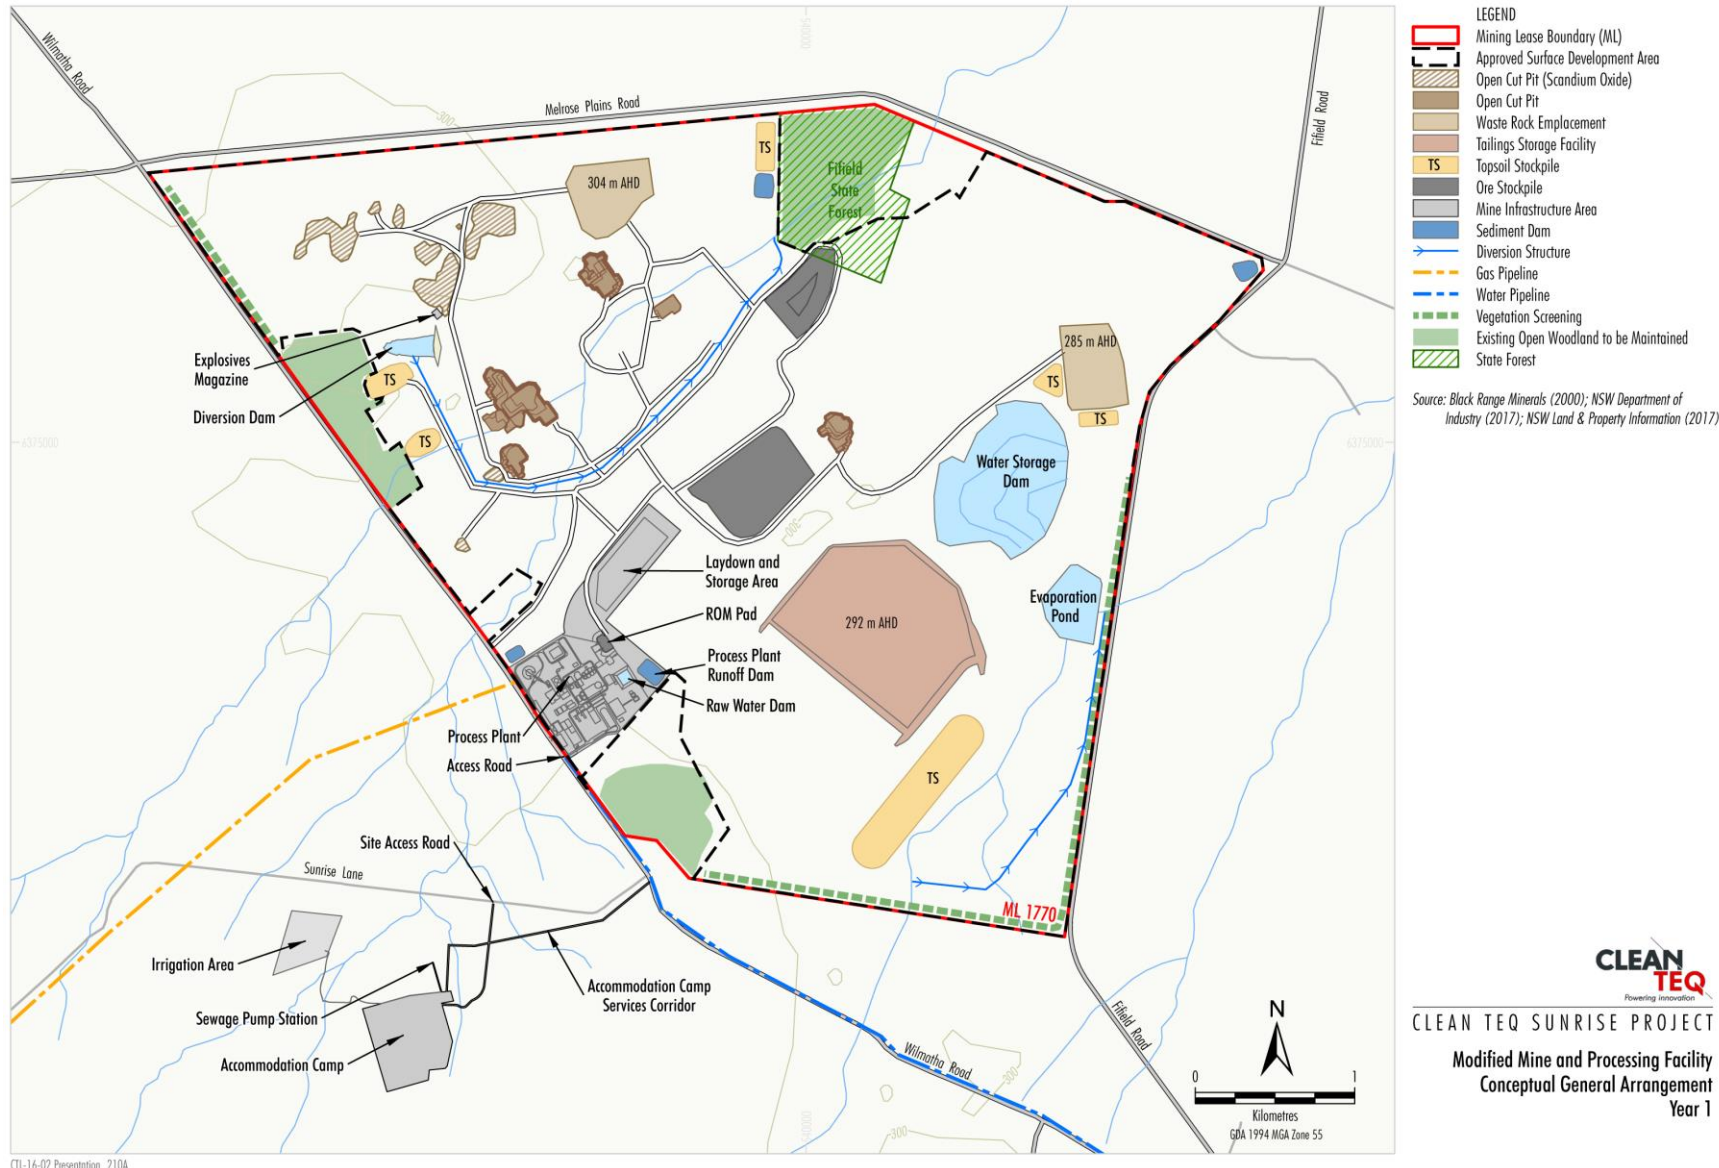 Wilmatha Road
Melrose Plains Road
540000
Fifield Road
300
304 m AHD
TS
Fifield
State
Forest
Explosives
Magazine
Diversion Dam
TS
TS
6375000
285 m AHD
TS
TS
6375000
Water Storage
Dam
300
Laydown and
Storage Area
ROM Pad
Process Plant
Runoff Dam
Raw Water Dam
Process Plant
Access Road
292 m AHD
Evaporation
Pond
TS
ML 1770
Site Access Road
Sunrise Lane
Irrigation Area
Sewage Pump Station
Accommodation Camp
Accommodation Camp
Services Corridor
Wilmatha Road
Fifield Road
300
300
540000
N
0 1
Kilometres
GDA 1994 MGA Zone 55
LEGEND
Mining Lease Boundary (ML)
Approved Surface Development Area
Open Cut Pit (Scandium Oxide)
Open Cut Pit
Waste Rock Emplacement
Tailings Storage Facility
TS Topsoil Stockpile
Ore Stockpile
Mine Infrastructure Area
Sediment Dam
Diversion Structure
Gas Pipeline
Water Pipeline
Vegetation Screening
Existing Open Woodland to be Maintained
State Forest
Source: Black Range Minerals (2000); NSW Department of
Industry (2017); NSW Land & Property Information (2017)
CLEAN
TEQ
Powering innovation
CLEAN TEQ SUNRISE PROJECT
Modified Mine and Processing Facility
Conceptual General Arrangement
Year 1
CTL-16-02 Presentation_210A